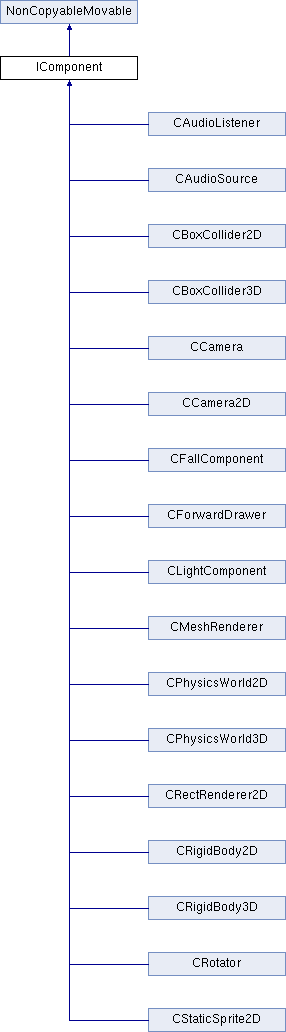 NonCopyableMovable
IComponent
CAudioListener
CAudioSource
CBoxCollider2D
CBoxCollider3D
CCamera
CCamera2D
CFallComponent
CForwardDrawer
CLightComponent
CMeshRenderer
CPhysicsWorld2D
CPhysicsWorld3D
CRectRenderer2D
CRigidBody2D
CRigidBody3D
CRotator
CStaticSprite2D